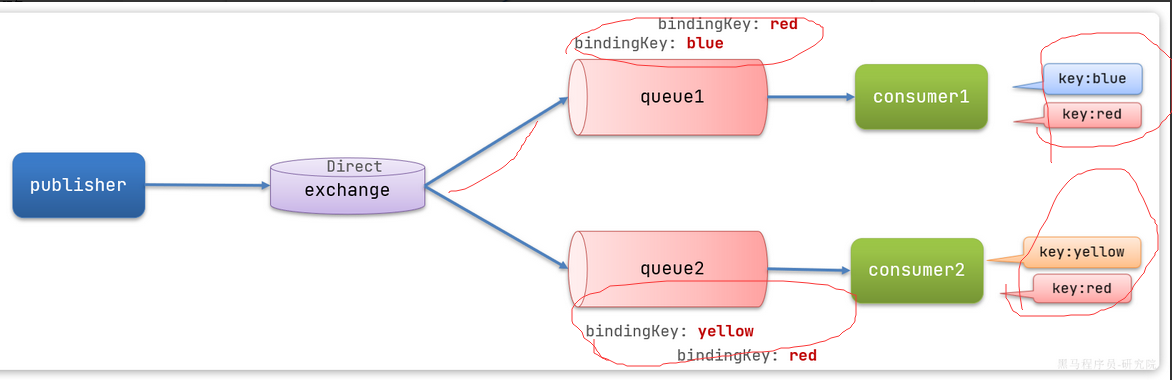 bindingKey: red
bindingKey: blue
queue1
consumer1
key:blue
key:red
publisher
Direct
exchange
queue2
consumer2
key:yellow
key:red
bindingKey: yellow
bindingKey: red
黑马程序员-研究院